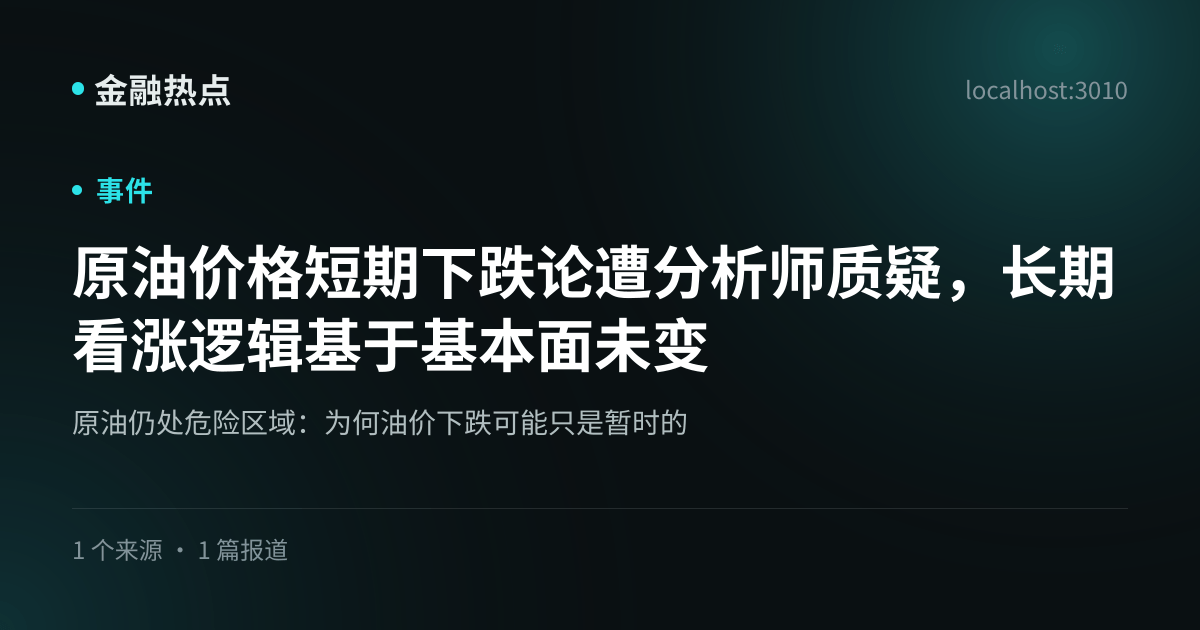 金融热点
localhost:3010
事件
原油价格短期下跌论遭分析师质疑，长期
看涨逻辑基于基本面未变
原油仍处危险区域：为何油价下跌可能只是暂时的
1 个来源 · 1 篇报道